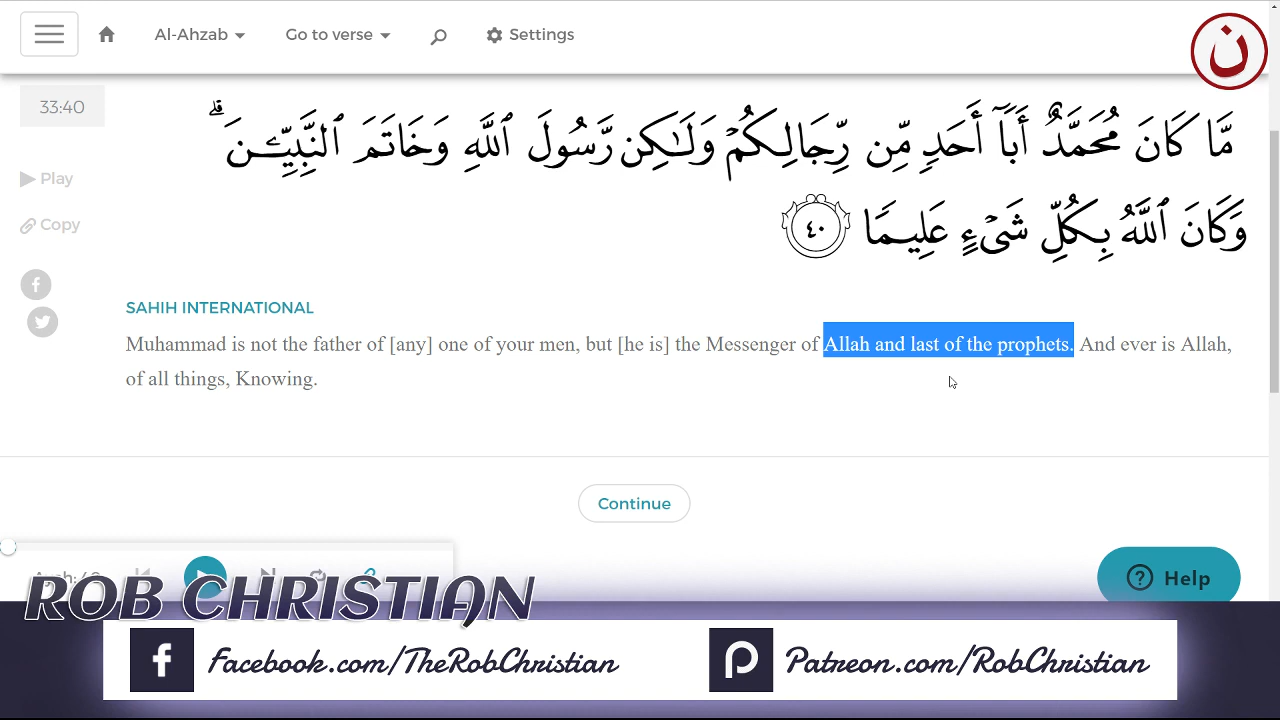 Al-Ahzab
Go to verse
Settings
ن
33:40
مَّا كَانَ مُحَمَّدٌ أَبَآ أَحَدٍ مِّن رِّجَالِكُمْ وَلَـٰكِن رَّسُولَ ٱللَّهِ وَخَاتَمَ ٱلنَّبِيِّـۧنَ ۗ
وَكَانَ ٱللَّهُ بِكُلِّ شَىْءٍ عَلِيمًا ٤٠
Play
Copy
SAHIH INTERNATIONAL
Muhammad is not the father of [any] one of your men, but [he is] the Messenger of Allah and last of the prophets. And ever is Allah,
of all things, Knowing.
Continue
Help
ROB CHRISTIAN
Facebook.com/TheRobChristian
Patreon.com/RobChristian